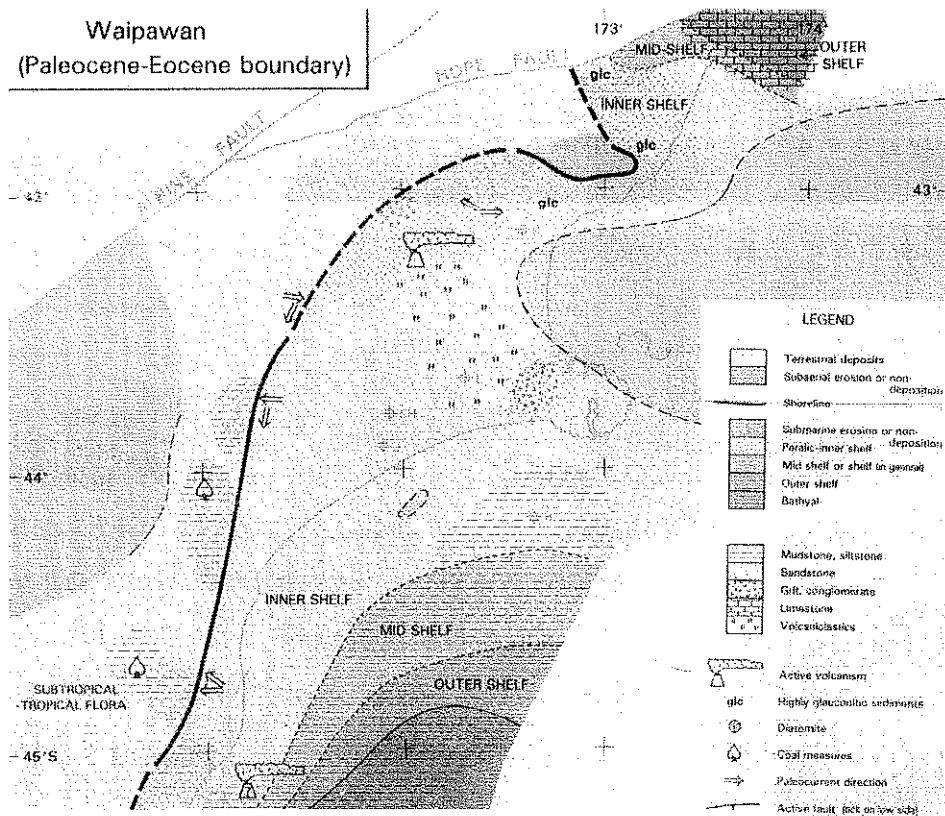 Waipawan
(Paleocene-Eocene boundary)
173°
174°
MID-SHELF
OUTER
SHELF
HOPE FAULT
glc
INNER SHELF
ALPINE FAULT
glc
42°
43°
glc
44°
INNER SHELF
MID SHELF
OUTER SHELF
SUBTROPICAL
-TROPICAL FLORA
45°S
LEGEND
Terrestrial deposits
Subaerial erosion or non-
deposition
Shoreline
Submarine erosion or non-
deposition
Paralic-inner shelf
Mid shelf or shelf (in general)
Outer shelf
Bathyal
Mudstone, siltstone
Sandstone
Grit, conglomerate
Limestone
Volcaniclastics
Active volcanism
glc Highly glauconitic sediments
Diatomite
Coal measures
Paleocurrent direction
Active fault (tick on low side)